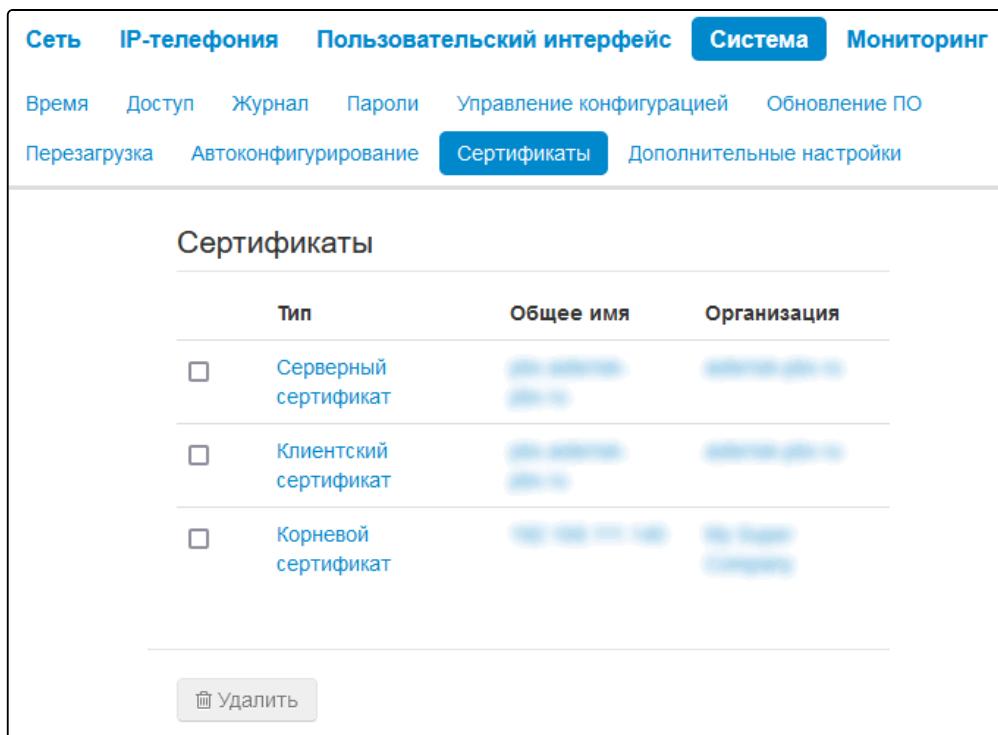 Сеть IP-телефония Пользовательский интерфейс Система Мониторинг
Время Доступ Журнал Пароли Управление конфигурацией Обновление ПО
Перезагрузка Автоконфигурирование Сертификаты Дополнительные настройки
Сертификаты
Тип Общее имя Организация
Серверный
сертификат
Клиентский
сертификат
Корневой
сертификат
Удалить